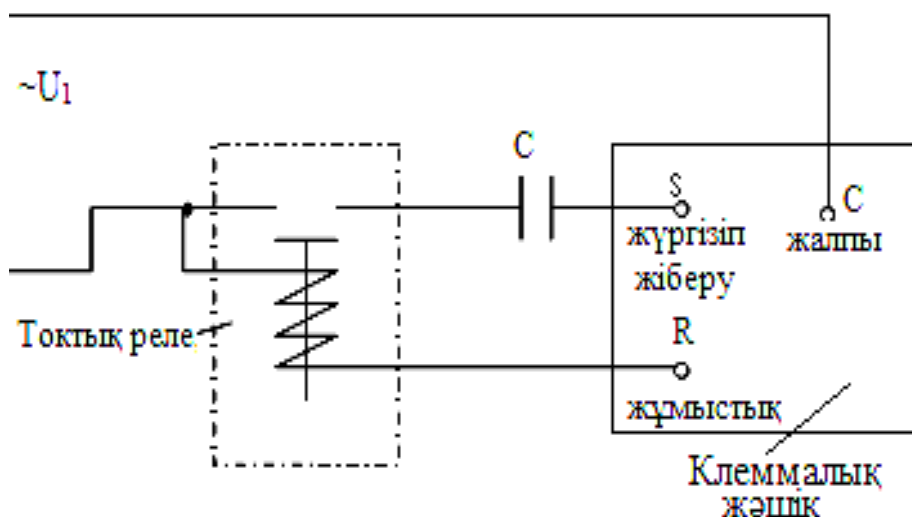 ~U1
C
S
C
жүргізіп
жіберу
жалпы
Токтық реле
R
жұмыстық
Клеммалық
жәшік